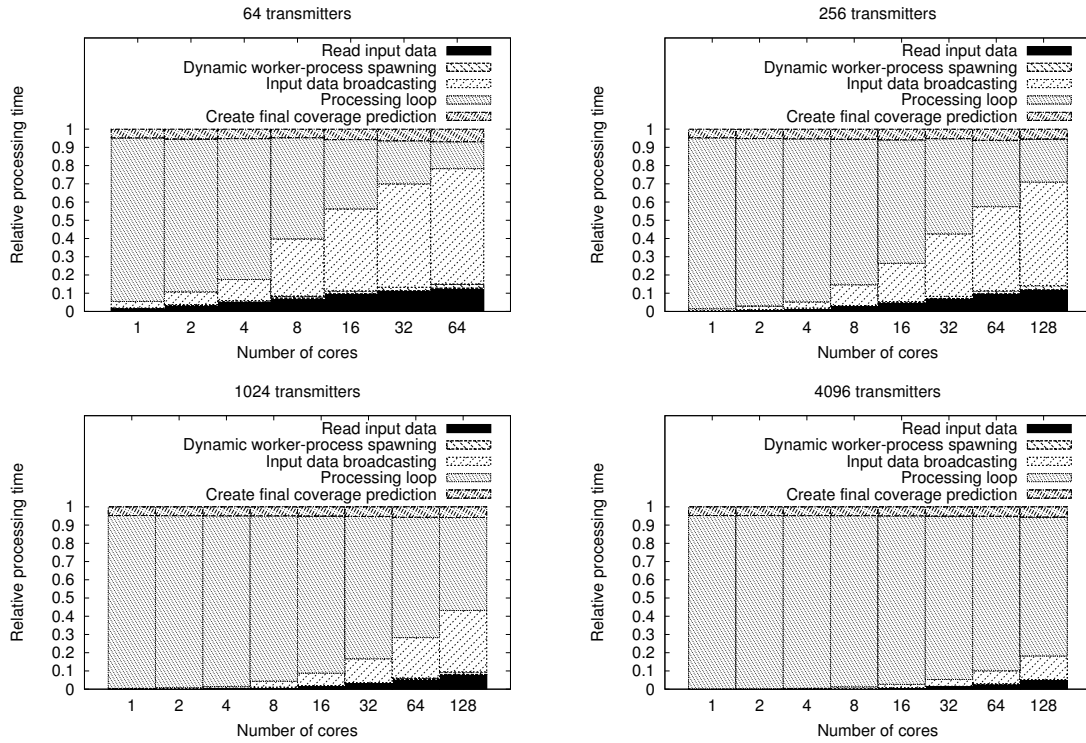 64 transmitters
Read input data
Dynamic worker-process spawning
Input data broadcasting
Processing loop
Create final coverage prediction
1
0.9
0.8
0.7
0.6
0.5
0.4
0.3
0.2
0.1
0
Relative processing time
1 2 4 8 16 32 64
Number of cores
256 transmitters
Read input data
Dynamic worker-process spawning
Input data broadcasting
Processing loop
Create final coverage prediction
1
0.9
0.8
0.7
0.6
0.5
0.4
0.3
0.2
0.1
0
Relative processing time
1 2 4 8 16 32 64 128
Number of cores
1024 transmitters
Read input data
Dynamic worker-process spawning
Input data broadcasting
Processing loop
Create final coverage prediction
1
0.9
0.8
0.7
0.6
0.5
0.4
0.3
0.2
0.1
0
Relative processing time
1 2 4 8 16 32 64 128
Number of cores
4096 transmitters
Read input data
Dynamic worker-process spawning
Input data broadcasting
Processing loop
Create final coverage prediction
1
0.9
0.8
0.7
0.6
0.5
0.4
0.3
0.2
0.1
0
Relative processing time
1 2 4 8 16 32 64 128
Number of cores